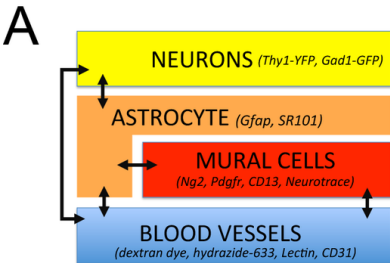 A
NEURONS (Thy1-YFP, Gad1-GFP)
ASTROCYTE (Gfap, SR101)
MURAL CELLS
(Ng2, Pdgfr, CD13, Neurotrace)
BLOOD VESSELS
(dextran dye, hydrazide-633, Lectin, CD31)